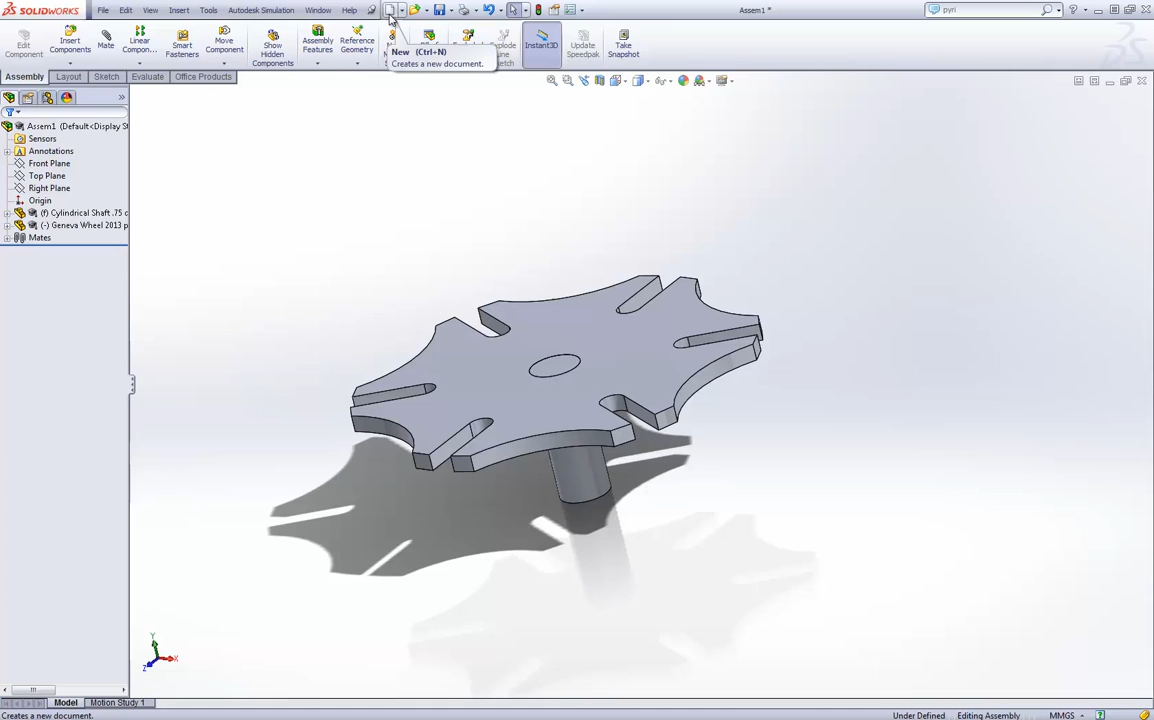 SOLIDWORKS File Edit View Insert Tools Autodesk Simulation Window Help Assem1 * pyri
Edit Component
Insert Components
Mate
Linear Compon...
Smart Fasteners
Move Component
Show Hidden Components
Assembly Features
Reference Geometry
Instant3D
Update Speedpak
Take Snapshot
New (Ctrl+N)
Creates a new document.
Assembly Layout Sketch Evaluate Office Products
Assem1 (Default<Display S
Sensors
Annotations
Front Plane
Top Plane
Right Plane
Origin
(f) Cylindrical Shaft .75 c
(-) Geneva Wheel 2013 p
Mates
Y
X
Z
Model Motion Study 1
Creates a new document. Under Defined Editing Assembly MMGS